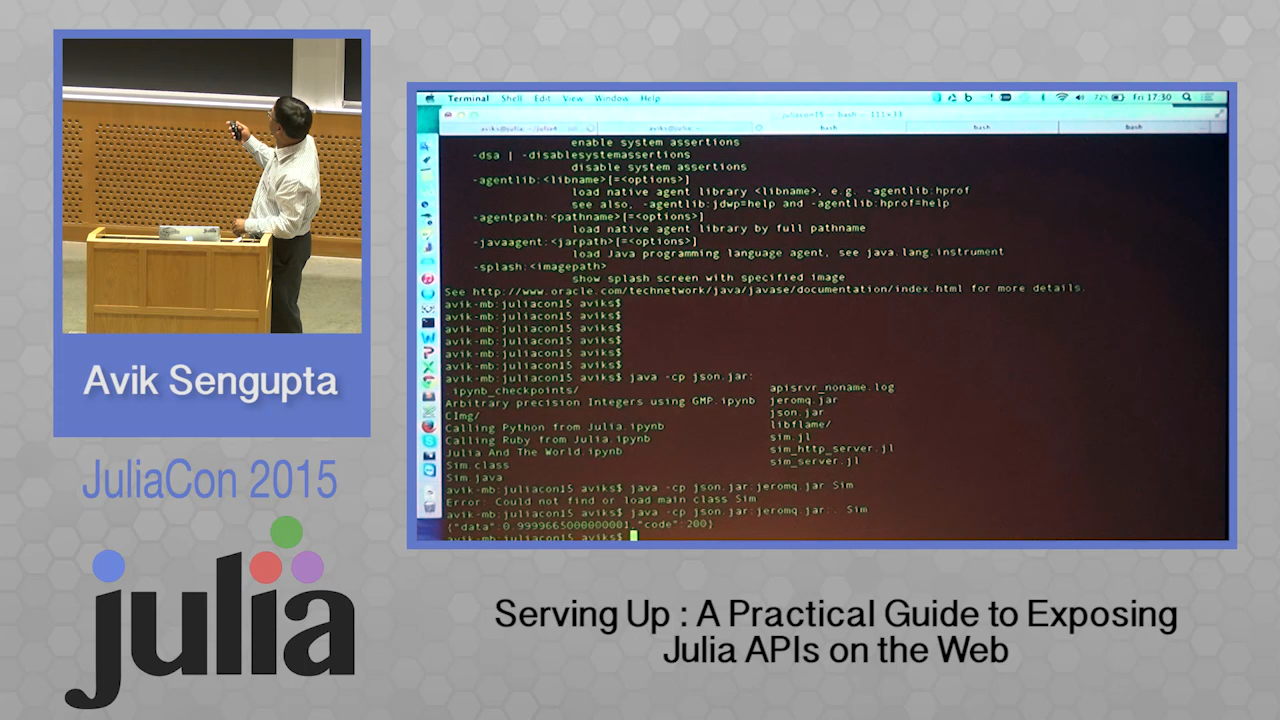 Avik Sengupta
JuliaCon 2015
julia
Terminal Shell Edit View Window Help
72% Fri 17:30
juliacon15 — bash — 111×33
bash
bash
bash
enable system assertions
-dsa | -disablesystemassertions
disable system assertions
-agentlib:<libname>[=<options>]
load native agent library <libname>, e.g. -agentlib:hprof
see also, -agentlib:jdwp=help and -agentlib:hprof=help
-agentpath:<pathname>[=<options>]
load native agent library by full pathname
-javaagent:<jarpath>[=<options>]
load Java programming language agent, see java.lang.instrument
-splash:<imagepath>
show splash screen with specified image
See http://www.oracle.com/technetwork/java/javase/documentation/index.html for more details.
avik-mb:juliacon15 aviks$
avik-mb:juliacon15 aviks$
avik-mb:juliacon15 aviks$
avik-mb:juliacon15 aviks$
avik-mb:juliacon15 aviks$
avik-mb:juliacon15 aviks$
avik-mb:juliacon15 aviks$ java -cp json.jar:
.ipynb_checkpoints/ apisrvr_noname.log
Arbitrary precision Integers using GMP.ipynb jeromq.jar
CImg/ json.jar
Calling Python from Julia.ipynb libflame/
Calling Ruby from Julia.ipynb sim.jl
Julia And The World.ipynb sim_http_server.jl
Sim.class sim_server.jl
Sim.java
avik-mb:juliacon15 aviks$ java -cp json.jar:jeromq.jar Sim
Error: Could not find or load main class Sim
avik-mb:juliacon15 aviks$ java -cp json.jar:jeromq.jar:. Sim
{"data":0.9999665000000001,"code":200}
avik-mb:juliacon15 aviks$
Serving Up : A Practical Guide to Exposing
Julia APIs on the Web